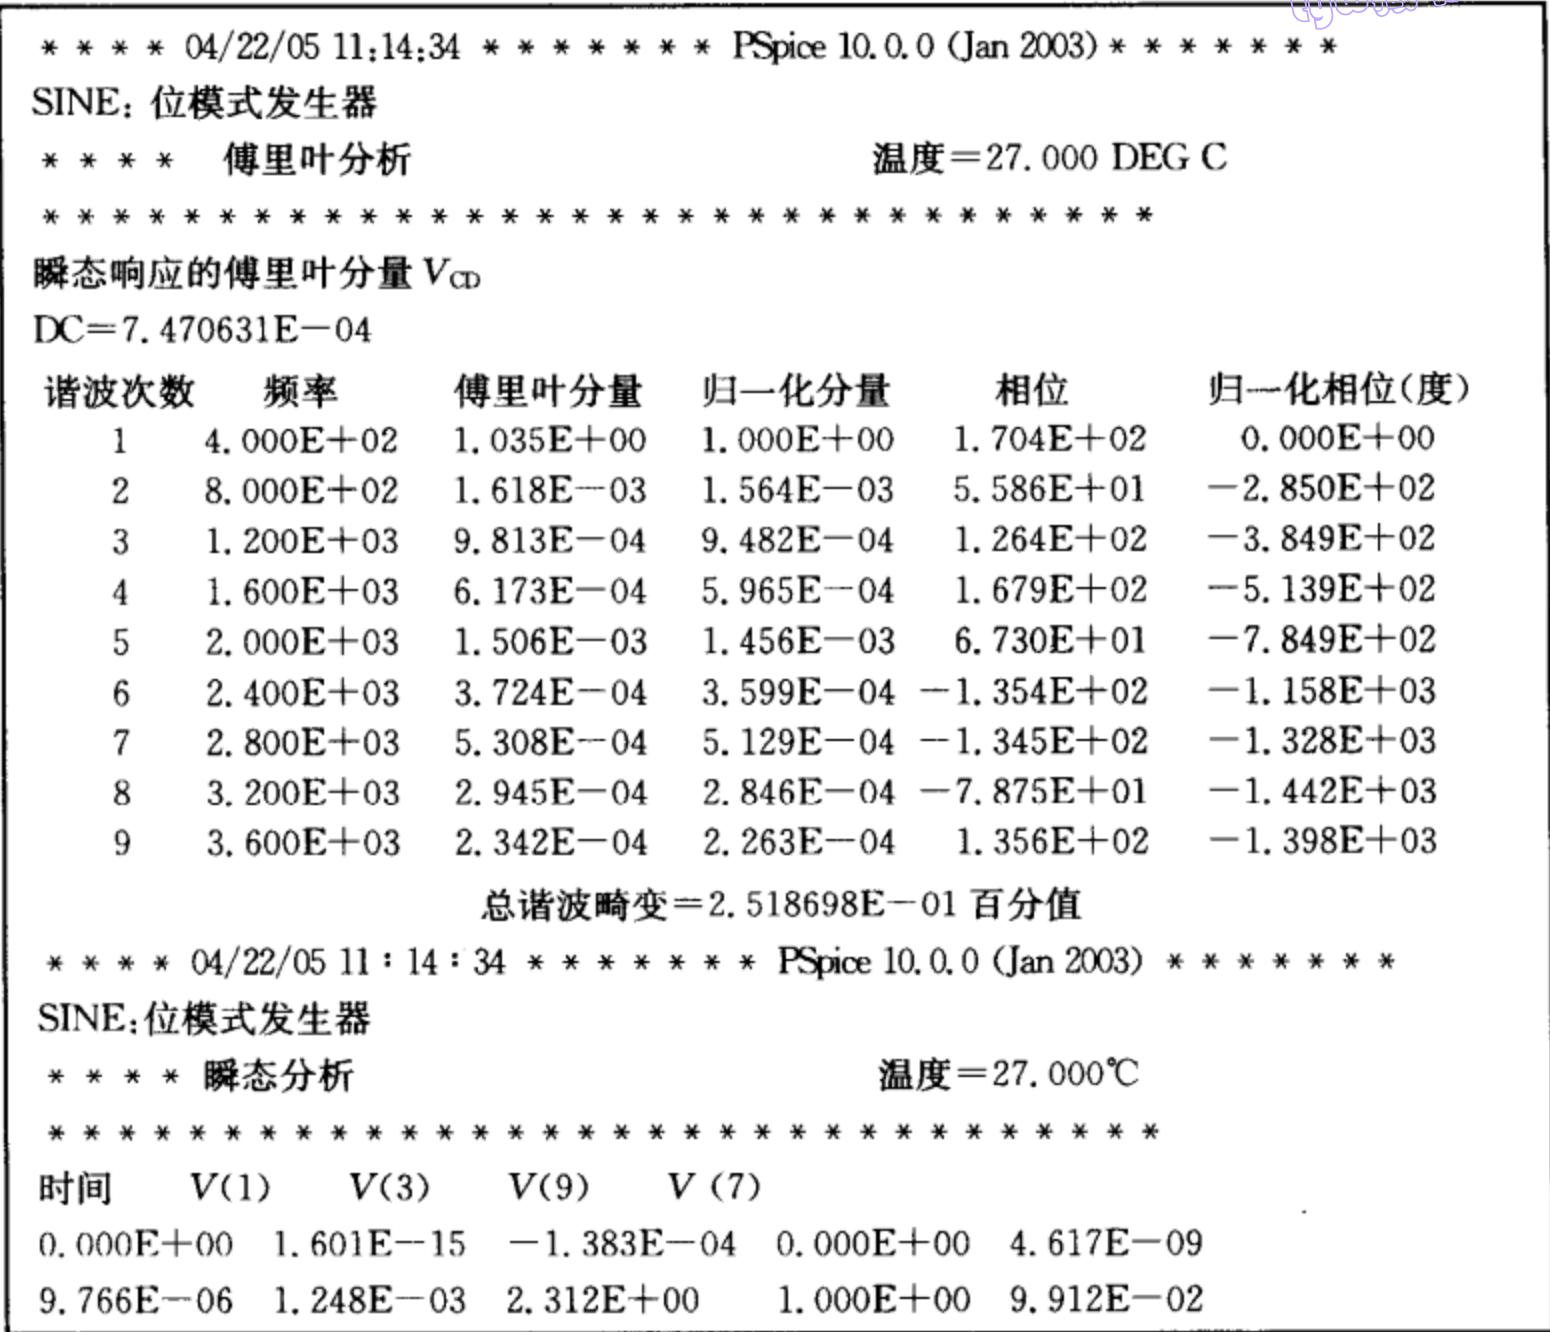 * * * * 04/22/05 11:14:34 * * * * * * * PSpice 10.0.0 (Jan 2003) * * * * * * *
SINE: 位模式发生器
* * * * 傅里叶分析 温度=27.000 DEG C
* * * * * * * * * * * * * * * * * * * * * * * * * * * * * * * *
瞬态响应的傅里叶分量 VCD
DC=7.470631E-04
谐波次数 频率 傅里叶分量 归一化分量 相位 归一化相位(度)
1 4.000E+02 1.035E+00 1.000E+00 1.704E+02 0.000E+00
2 8.000E+02 1.618E-03 1.564E-03 5.586E+01 -2.850E+02
3 1.200E+03 9.813E-04 9.482E-04 1.264E+02 -3.849E+02
4 1.600E+03 6.173E-04 5.965E-04 1.679E+02 -5.139E+02
5 2.000E+03 1.506E-03 1.456E-03 6.730E+01 -7.849E+02
6 2.400E+03 3.724E-04 3.599E-04 -1.354E+02 -1.158E+03
7 2.800E+03 5.308E-04 5.129E-04 -1.345E+02 -1.328E+03
8 3.200E+03 2.945E-04 2.846E-04 -7.875E+01 -1.442E+03
9 3.600E+03 2.342E-04 2.263E-04 1.356E+02 -1.398E+03
总谐波畸变=2.518698E-01 百分值
* * * * 04/22/05 11:14:34 * * * * * * * PSpice 10.0.0 (Jan 2003) * * * * * * *
SINE:位模式发生器
* * * * 瞬态分析 温度=27.000℃
* * * * * * * * * * * * * * * * * * * * * * * * * * * * * * * *
时间 V(1) V(3) V(9) V (7)
0.000E+00 1.601E-15 -1.383E-04 0.000E+00 4.617E-09
9.766E-06 1.248E-03 2.312E+00 1.000E+00 9.912E-02